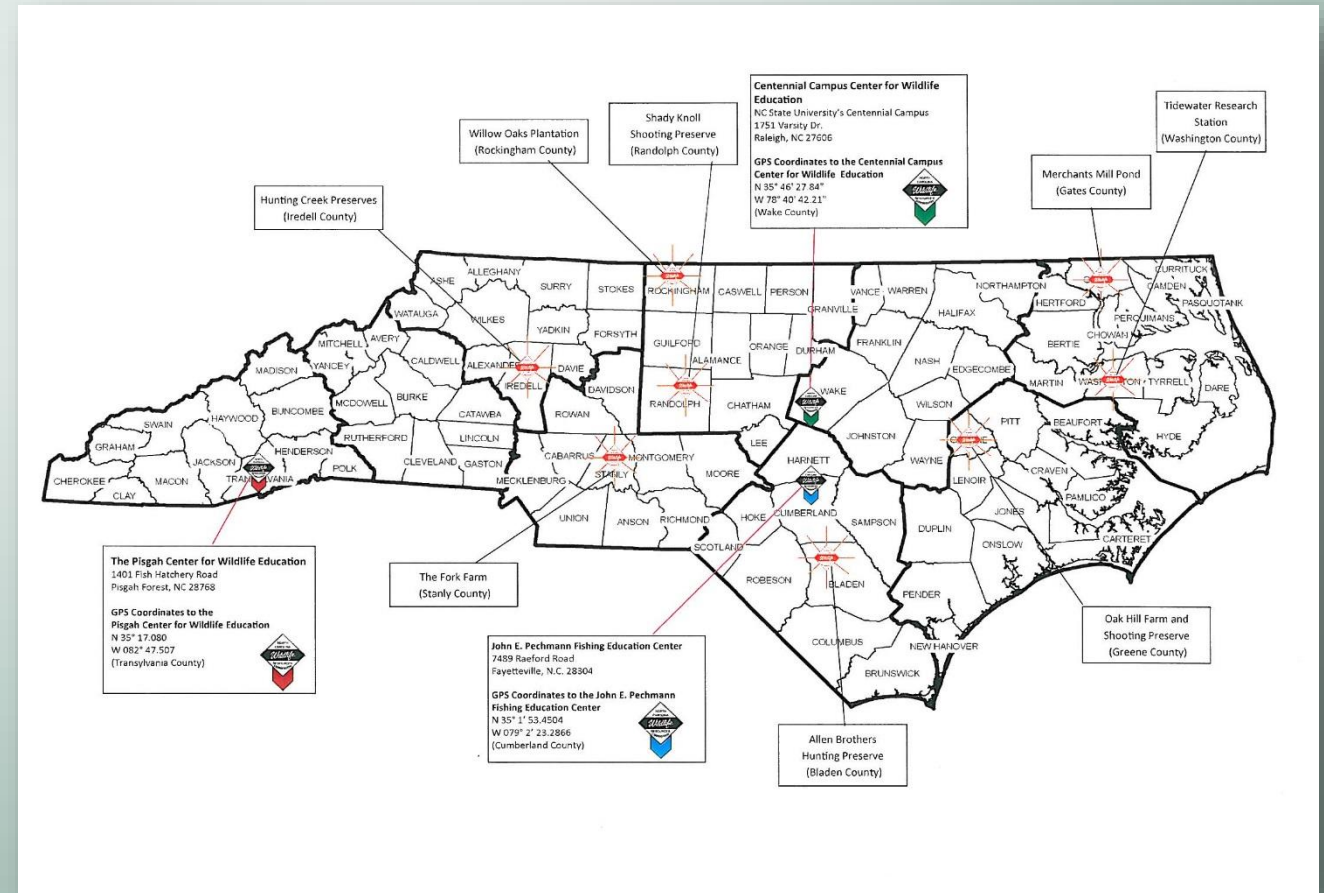 Centennial Campus Center for Wildlife
Education
NC State University's Centennial Campus
1751 Varsity Dr.
Raleigh, NC 27606
GPS Coordinates to the Centennial Campus
Center for Wildlife Education
N 35° 46' 27.84"
W 78° 40' 42.21"
(Wake County)
Tidewater Research
Station
(Washington County)
Shady Knoll
Shooting Preserve
(Randolph County)
Willow Oaks Plantation
(Rockingham County)
Merchants Mill Pond
(Gates County)
Hunting Creek Preserves
(Iredell County)
ASHE
ALLEGHANY
SURRY
STOKES
ROCKINGHAM
CASWELL
PERSON
GRANVILLE
VANCE
WARREN
NORTHAMPTON
HERTFORD
CURRITUCK
CAMDEN
PASQUOTANK
PERQUIMANS
CHOWAN
WATAUGA
WILKES
YADKIN
FORSYTH
GUILFORD
ALAMANCE
ORANGE
DURHAM
FRANKLIN
HALIFAX
NASH
EDGECOMBE
BERTIE
MARTIN
WASHINGTON
TYRRELL
DARE
MITCHELL
AVERY
YANCEY
CALDWELL
ALEXANDER
IREDELL
DAVIE
DAVIDSON
RANDOLPH
CHATHAM
WAKE
WILSON
PITT
BEAUFORT
HYDE
MADISON
BUNCOMBE
MCDOWELL
BURKE
CATAWBA
ROWAN
LEE
JOHNSTON
WAYNE
LENOIR
CRAVEN
PAMLICO
SWAIN
HAYWOOD
GRAHAM
JACKSON
HENDERSON
RUTHERFORD
LINCOLN
CLEVELAND
GASTON
CABARRUS
STANLY
MONTGOMERY
MOORE
HARNETT
JONES
CARTERET
CHEROKEE
CLAY
MACON
POLK
MECKLENBURG
UNION
ANSON
RICHMOND
HOKE
CUMBERLAND
SAMPSON
DUPLIN
ONSLOW
SCOTLAND
ROBESON
BLADEN
PENDER
COLUMBUS
NEW HANOVER
BRUNSWICK
The Pisgah Center for Wildlife Education
1401 Fish Hatchery Road
Pisgah Forest, NC 28768
GPS Coordinates to the
Pisgah Center for Wildlife Education
N 35° 17.080
W 082° 47.507
(Transylvania County)
The Fork Farm
(Stanly County)
John E. Pechmann Fishing Education Center
7489 Raeford Road
Fayetteville, N.C. 28304
GPS Coordinates to the John E. Pechmann
Fishing Education Center
N 35° 1' 53.4504
W 079° 2' 23.2866
(Cumberland County)
Oak Hill Farm and
Shooting Preserve
(Greene County)
Allen Brothers
Hunting Preserve
(Bladen County)